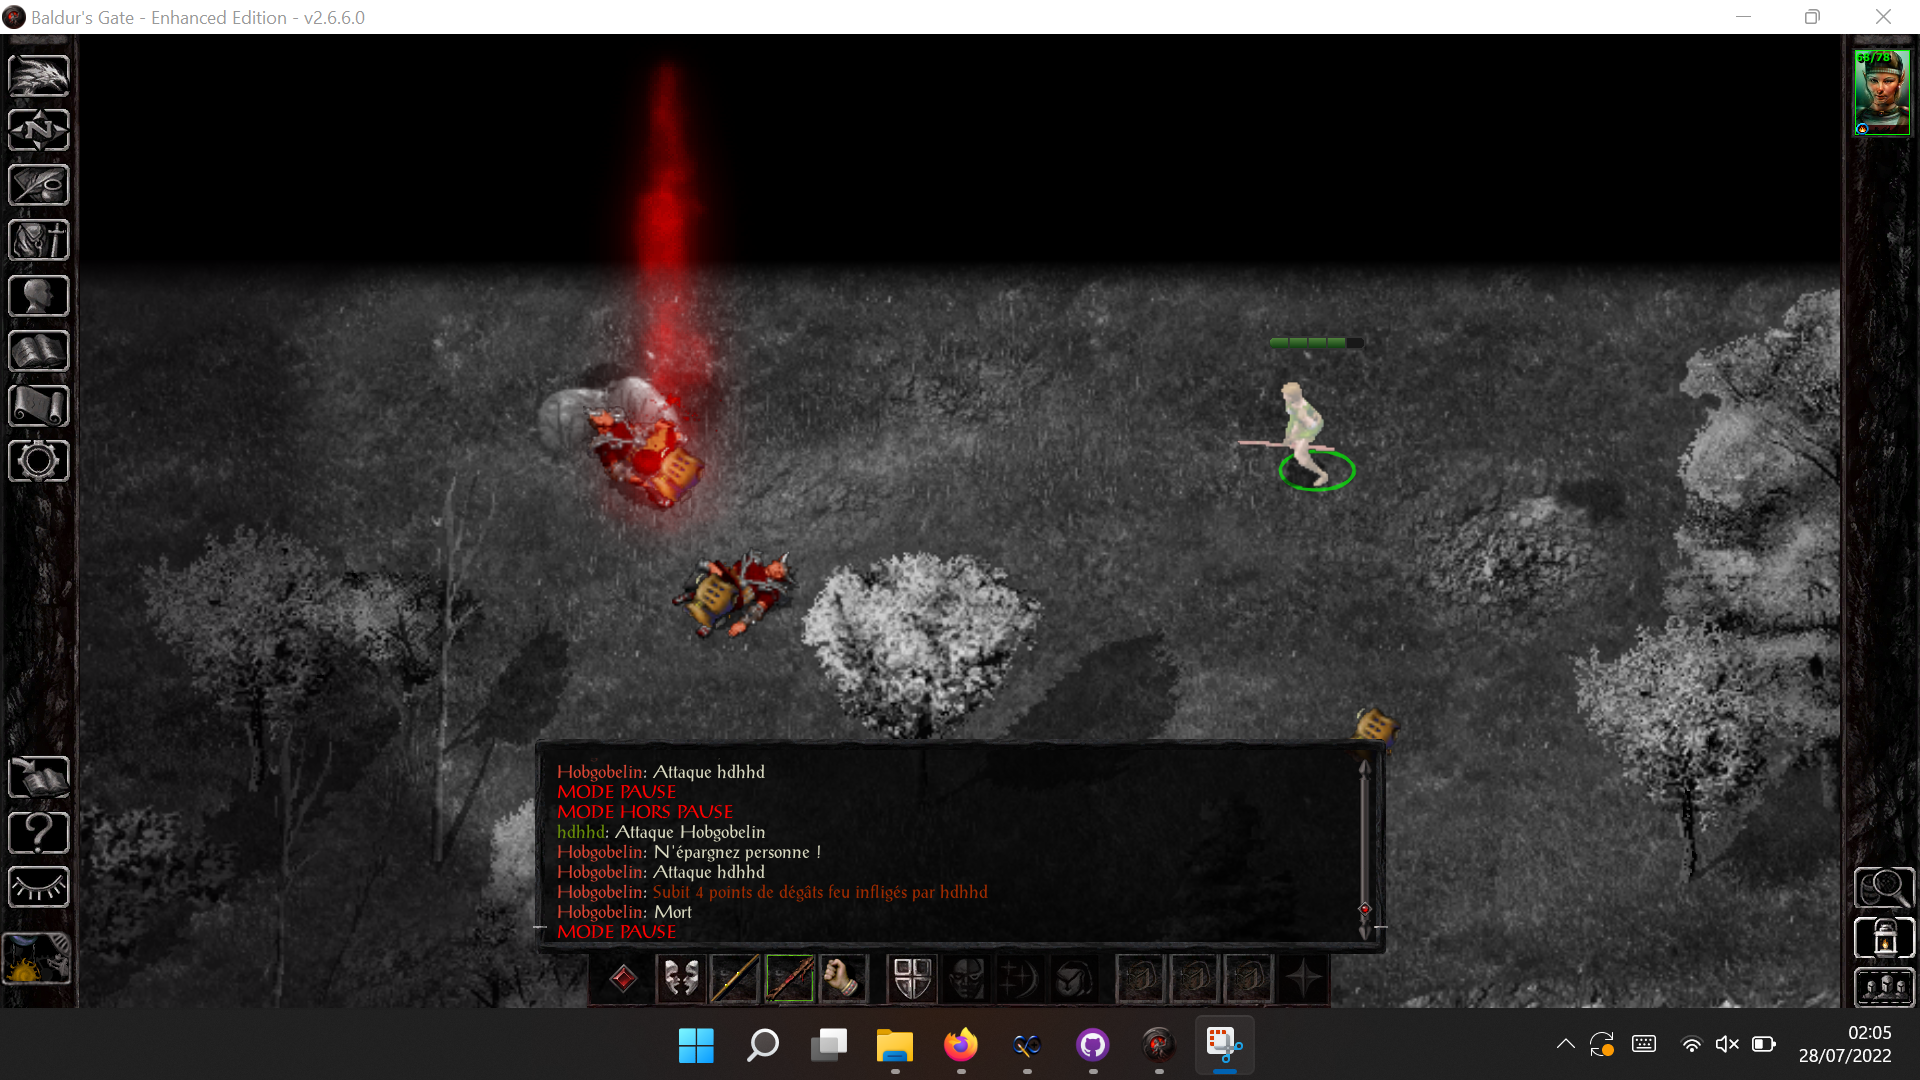 Baldur's Gate - Enhanced Edition - v2.6.6.0
N
68/78
Hobgobelin: Attaque hdhhd
MODE PAUSE
MODE HORS PAUSE
hdhhd: Attaque Hobgobelin
Hobgobelin: N'épargnez personne !
Hobgobelin: Attaque hdhhd
Hobgobelin: Subit 4 points de dégâts feu infligés par hdhhd
Hobgobelin: Mort
MODE PAUSE
?
02:05
28/07/2022